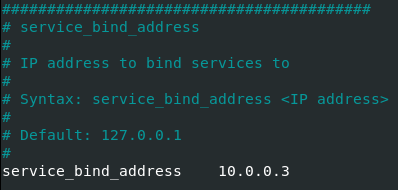 #########################################
# service_bind_address
#
# IP address to bind services to
#
# Syntax: service_bind_address <IP address>
#
# Default: 127.0.0.1
#
service_bind_address    10.0.0.3